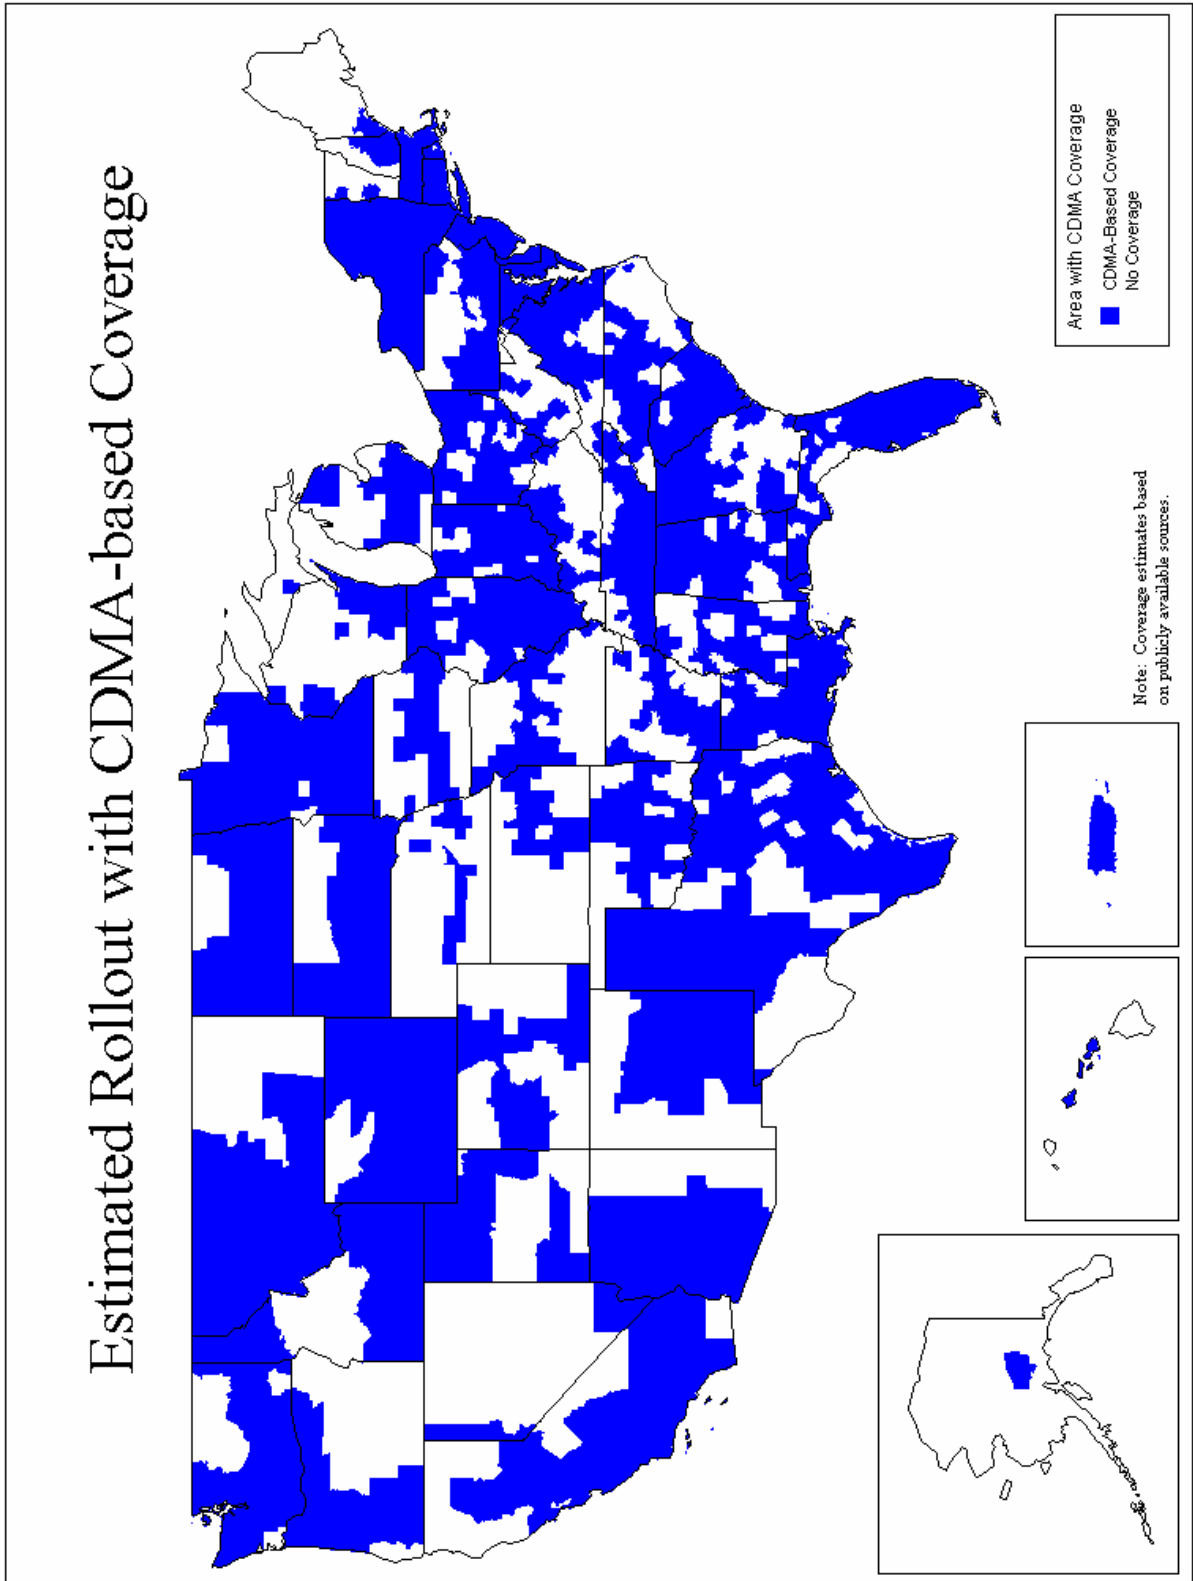 Estimated Rollout with CDMA-based Coverage
Area with CDMA Coverage
CDMA-Based Coverage
No Coverage
Note: Coverage estimates based
on publicly available sources.